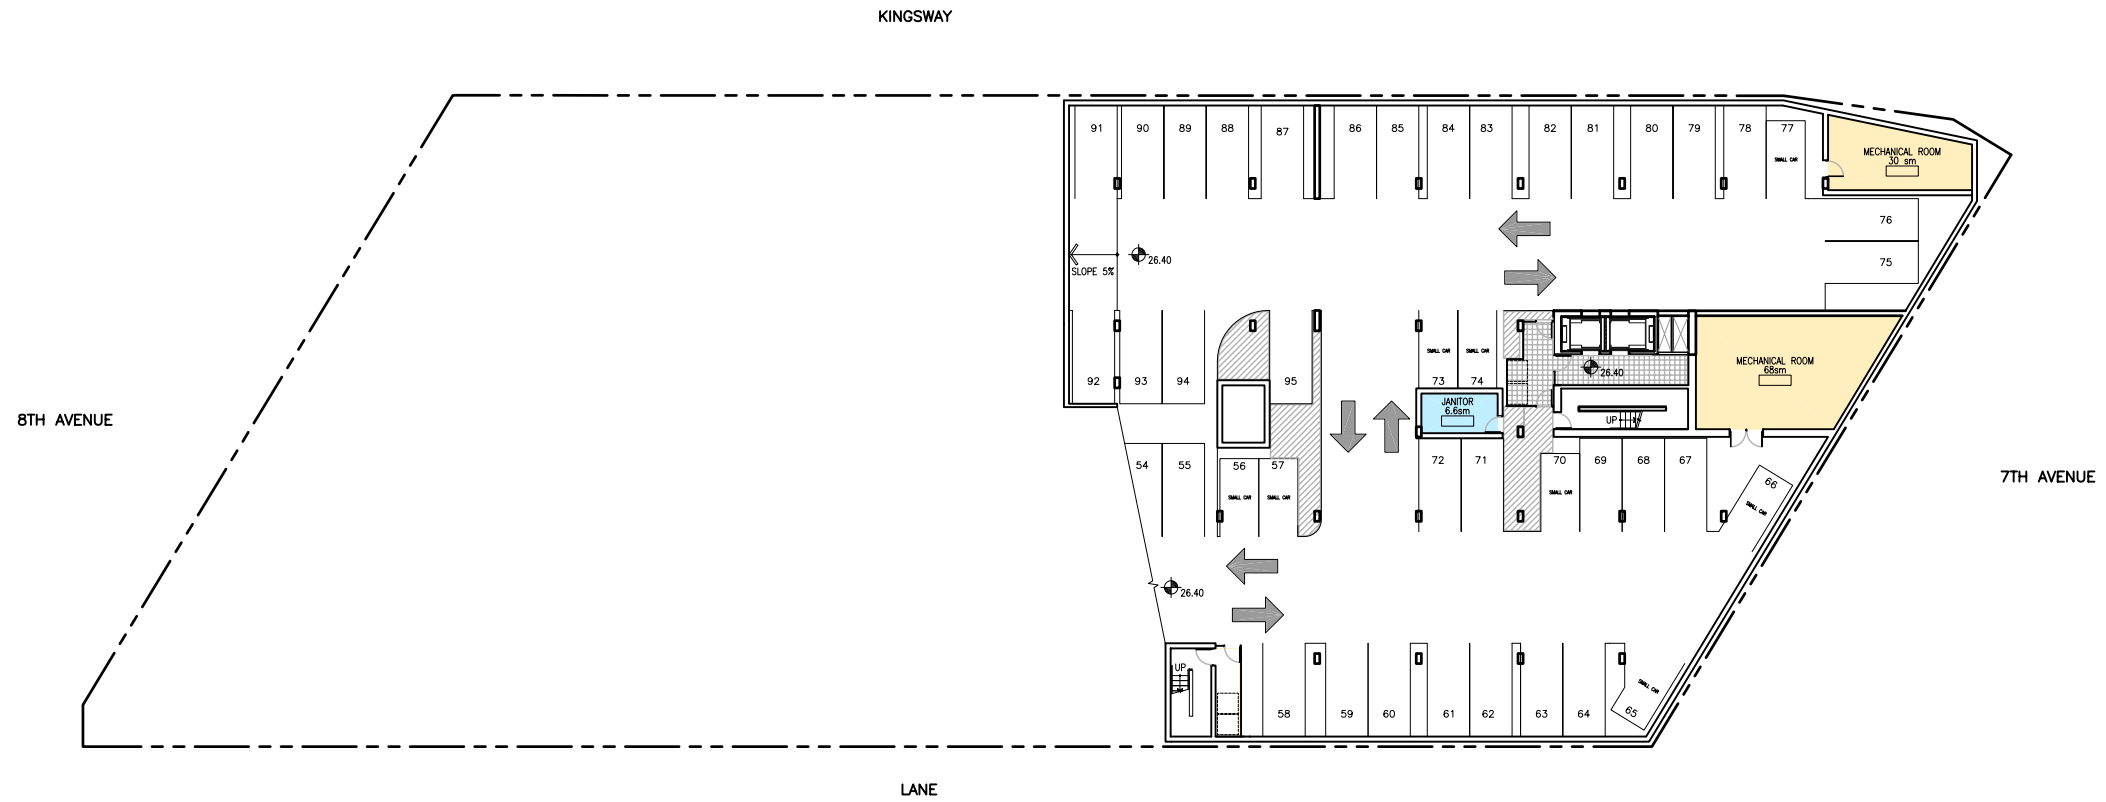 KINGSWAY
91
90
89
88
87
86
85
84
83
82
81
80
79
78
77
SMALL CAR
MECHANICAL ROOM
30 sm
76
75
26.40
SLOPE 5%
92
93
94
95
SMALL CAR
SMALL CAR
73
74
26.40
MECHANICAL ROOM
68sm
JANITOR
6.6sm
UP
8TH AVENUE
7TH AVENUE
54
55
56
57
SMALL CAR
SMALL CAR
72
71
70
SMALL CAR
69
68
67
66
SMALL CAR
26.40
UP
58
59
60
61
62
63
64
SMALL CAR
65
LANE